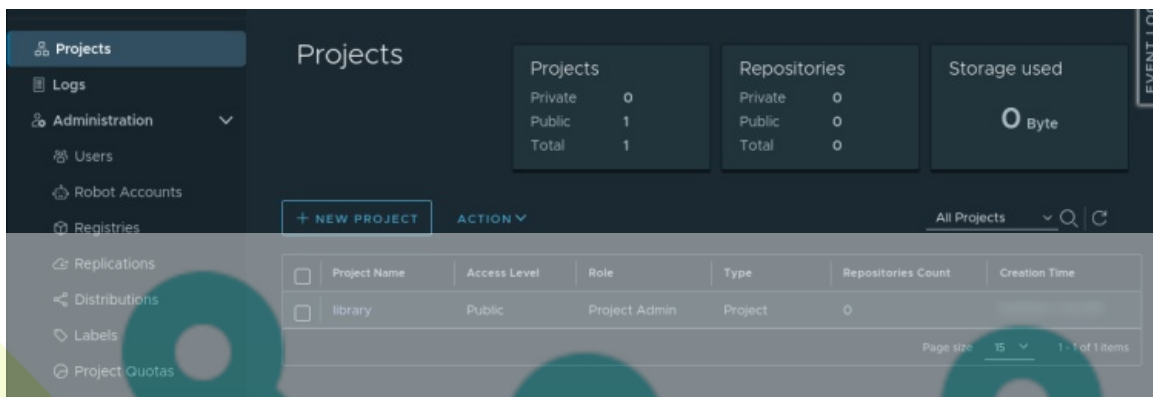 Projects
Logs
Administration
Users
Robot Accounts
Registries
Replications
Distributions
Labels
Project Quotas
Projects
Projects
Private 0
Public 1
Total 1
Repositories
Private 0
Public 0
Total 0
Storage used
0 Byte
EVENT LOG
+ NEW PROJECT ACTION
All Projects
Project Name Access Level Role Type Repositories Count Creation Time
library Public Project Admin Project 0
Page size 15 1 - 1 of 1 items